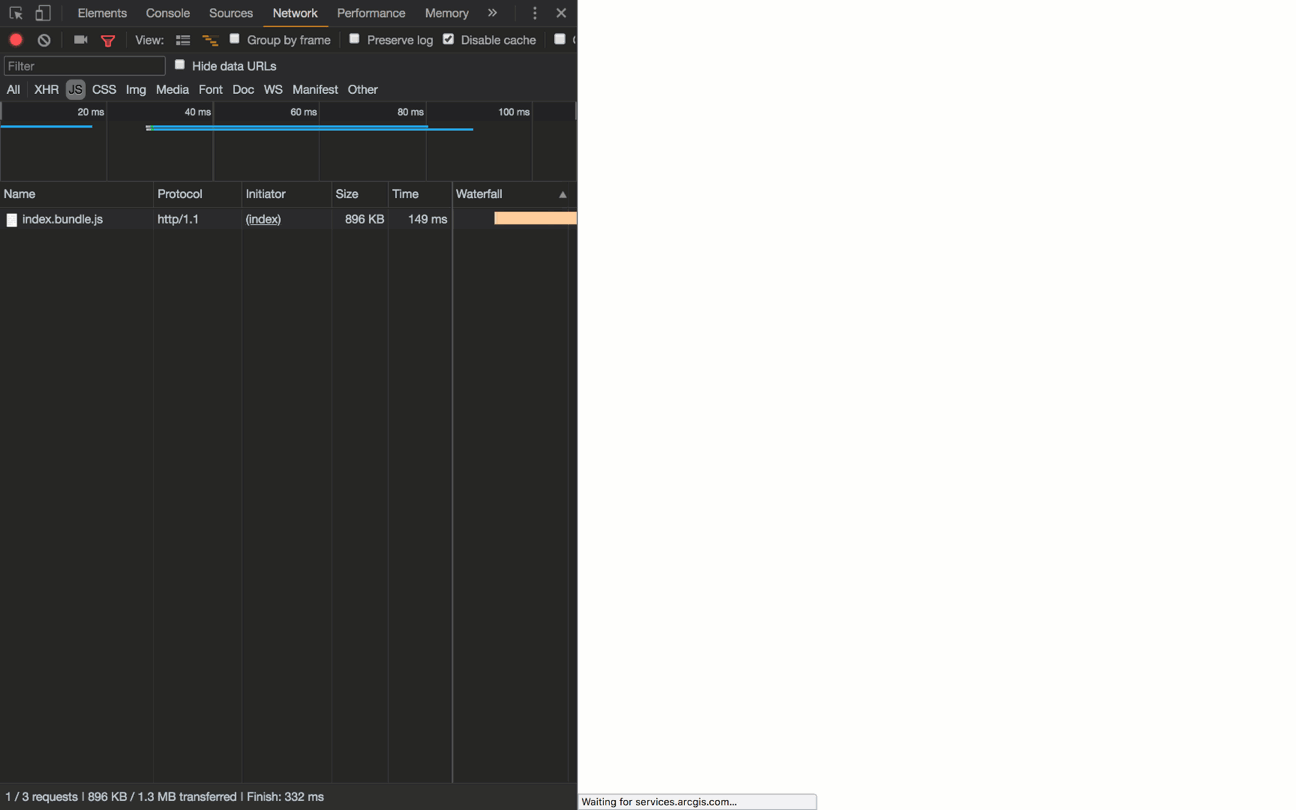 Elements Console Sources Network Performance Memory
View: Group by frame Preserve log Disable cache
Filter Hide data URLs
All XHR JS CSS Img Media Font Doc WS Manifest Other
20 ms 40 ms 60 ms 80 ms 100 ms
Name Protocol Initiator Size Time Waterfall
index.bundle.js http/1.1 (index) 896 KB 149 ms
1 / 3 requests | 896 KB / 1.3 MB transferred | Finish: 332 ms
Waiting for services.arcgis.com...